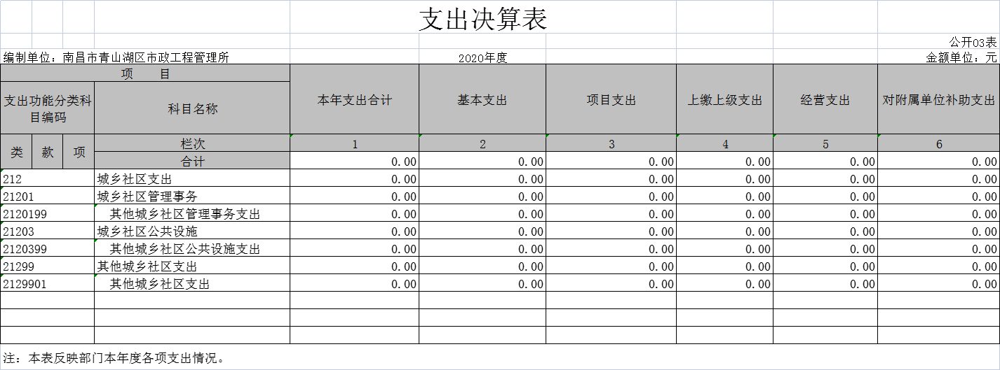 支出决算表
公开03表
编制单位：南昌市青山湖区市政工程管理所 2020年度 金额单位：元
项 目
支出功能分类科目编码 科目名称 本年支出合计 基本支出 项目支出 上缴上级支出 经营支出 对附属单位补助支出
类 款 项 栏次 1 2 3 4 5 6
合计 0.00 0.00 0.00 0.00 0.00 0.00
212 城乡社区支出 0.00 0.00 0.00 0.00 0.00 0.00
21201 城乡社区管理事务 0.00 0.00 0.00 0.00 0.00 0.00
2120199 其他城乡社区管理事务支出 0.00 0.00 0.00 0.00 0.00 0.00
21203 城乡社区公共设施 0.00 0.00 0.00 0.00 0.00 0.00
2120399 其他城乡社区公共设施支出 0.00 0.00 0.00 0.00 0.00 0.00
21299 其他城乡社区支出 0.00 0.00 0.00 0.00 0.00 0.00
2129901 其他城乡社区支出 0.00 0.00 0.00 0.00 0.00 0.00
注：本表反映部门本年度各项支出情况。